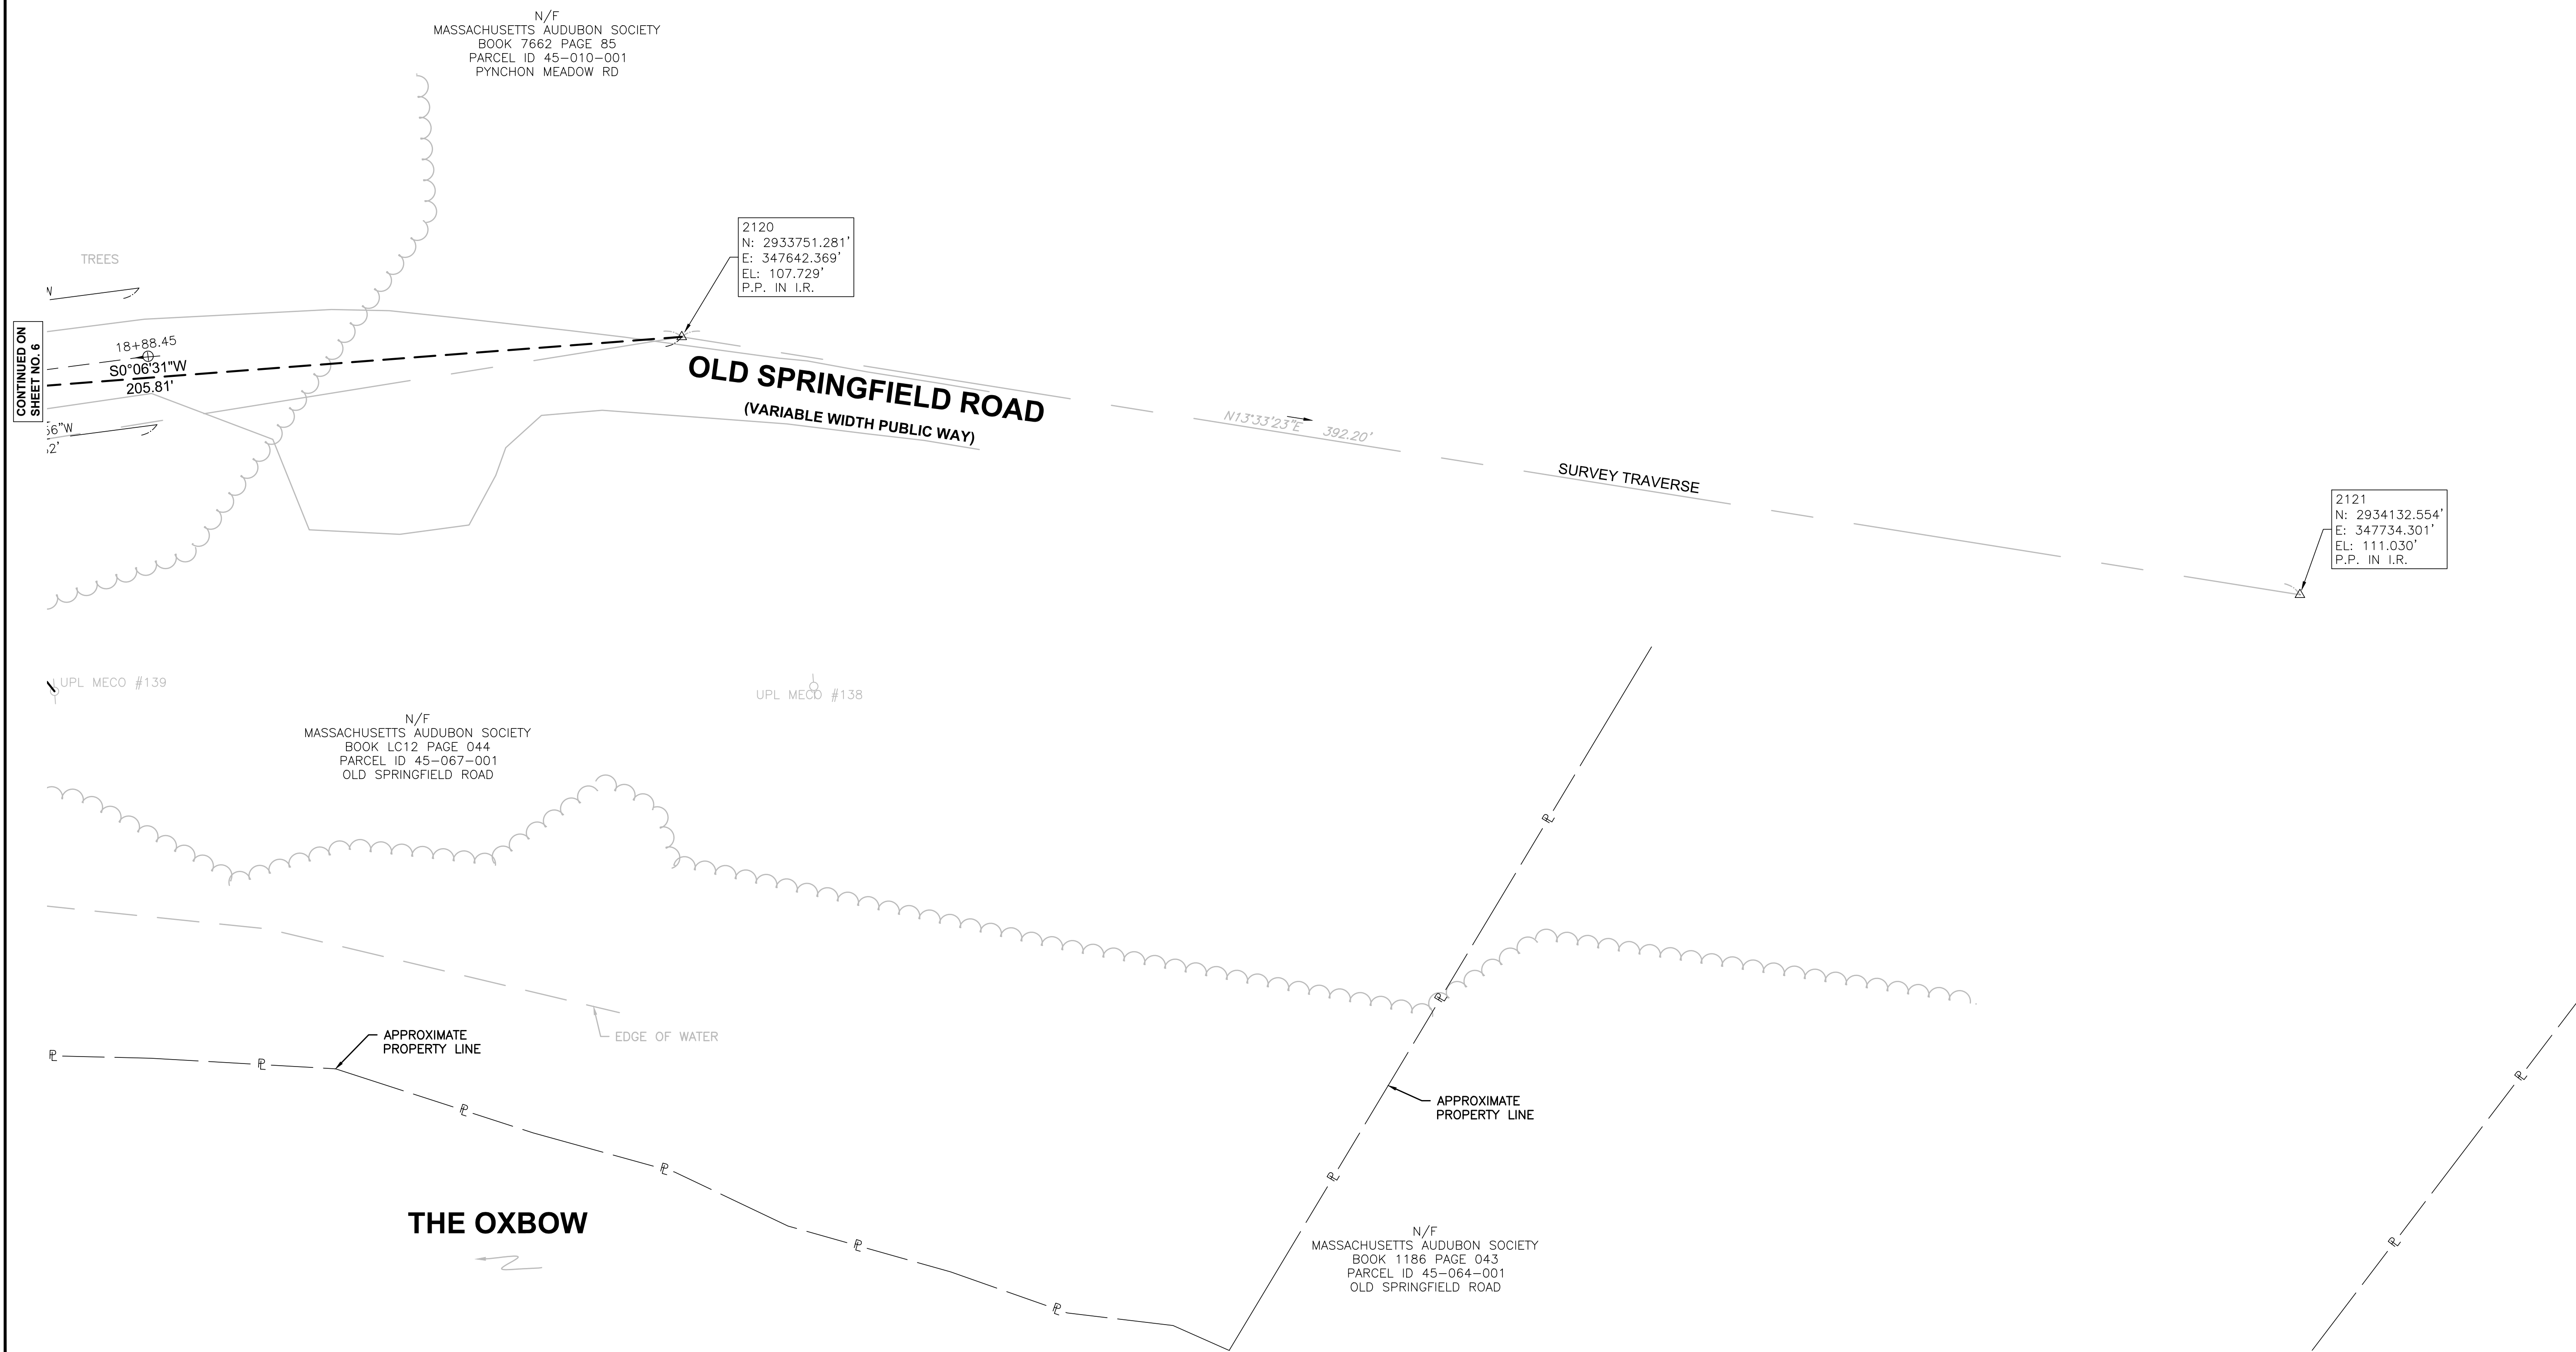 N/F
MASSACHUSETTS AUDUBON SOCIETY
BOOK 7662 PAGE 85
PARCEL ID 45-010-001
PYNCHON MEADOW RD
2120
N: 2933751.281'
E: 347642.369'
EL: 107.729'
P.P. IN I.R.
TREES
W
CONTINUED ON
SHEET NO. 6
18+88.45
S0°06'31"W
205.81'
56"W
OLD SPRINGFIELD ROAD
(VARIABLE WIDTH PUBLIC WAY)
N13°33'23"E 392.20'
SURVEY TRAVERSE
2121
N: 2934132.554'
E: 347734.301'
EL: 111.030'
P.P. IN I.R.
UPL MECO #139
UPL MECO #138
N/F
MASSACHUSETTS AUDUBON SOCIETY
BOOK LC12 PAGE 044
PARCEL ID 45-067-001
OLD SPRINGFIELD ROAD
EDGE OF WATER
APPROXIMATE
PROPERTY LINE
APPROXIMATE
PROPERTY LINE
THE OXBOW
N/F
MASSACHUSETTS AUDUBON SOCIETY
BOOK 1186 PAGE 043
PARCEL ID 45-064-001
OLD SPRINGFIELD ROAD